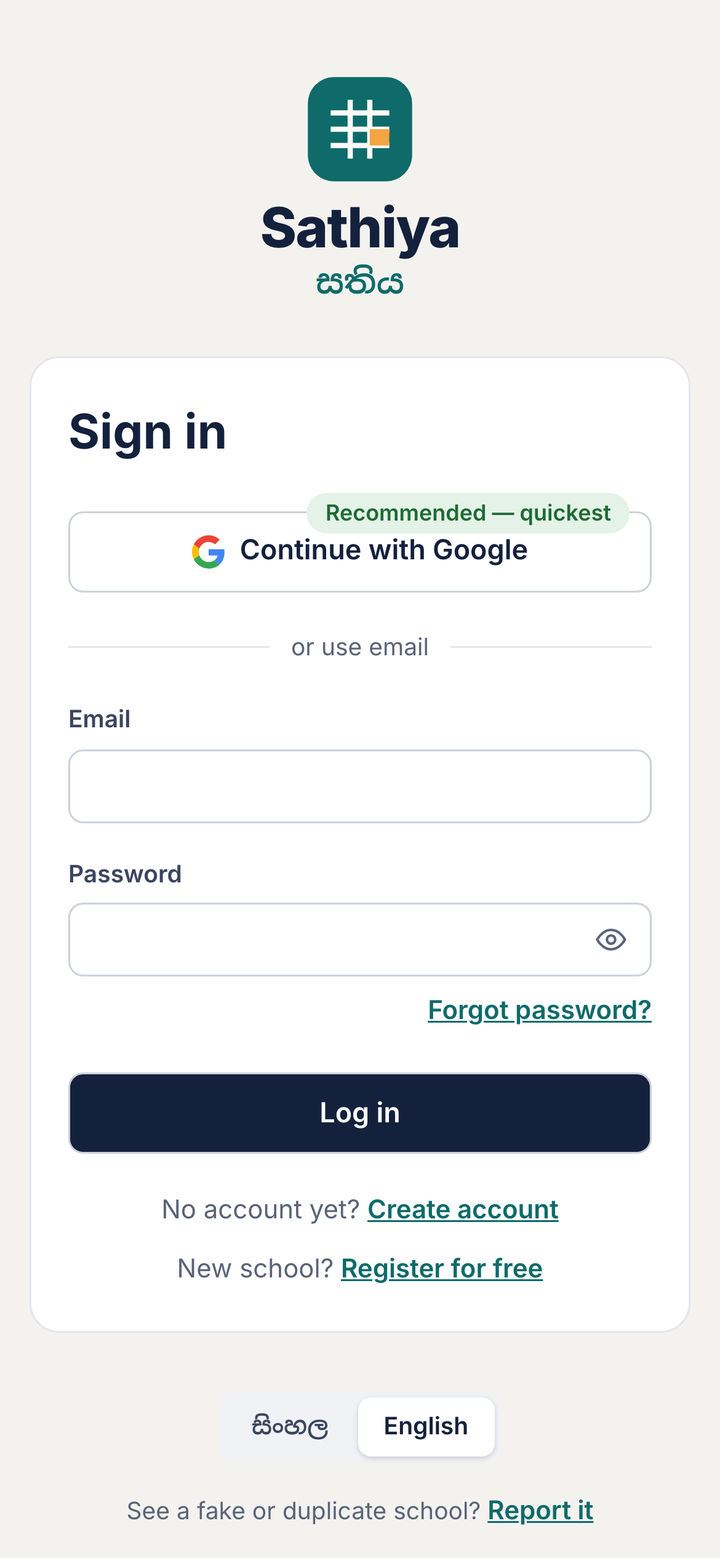 Sathiya
සතිය
Sign in
Recommended — quickest
Continue with Google
or use email
Email
Password
Forgot password?
Log in
No account yet? Create account
New school? Register for free
සිංහල English
See a fake or duplicate school? Report it